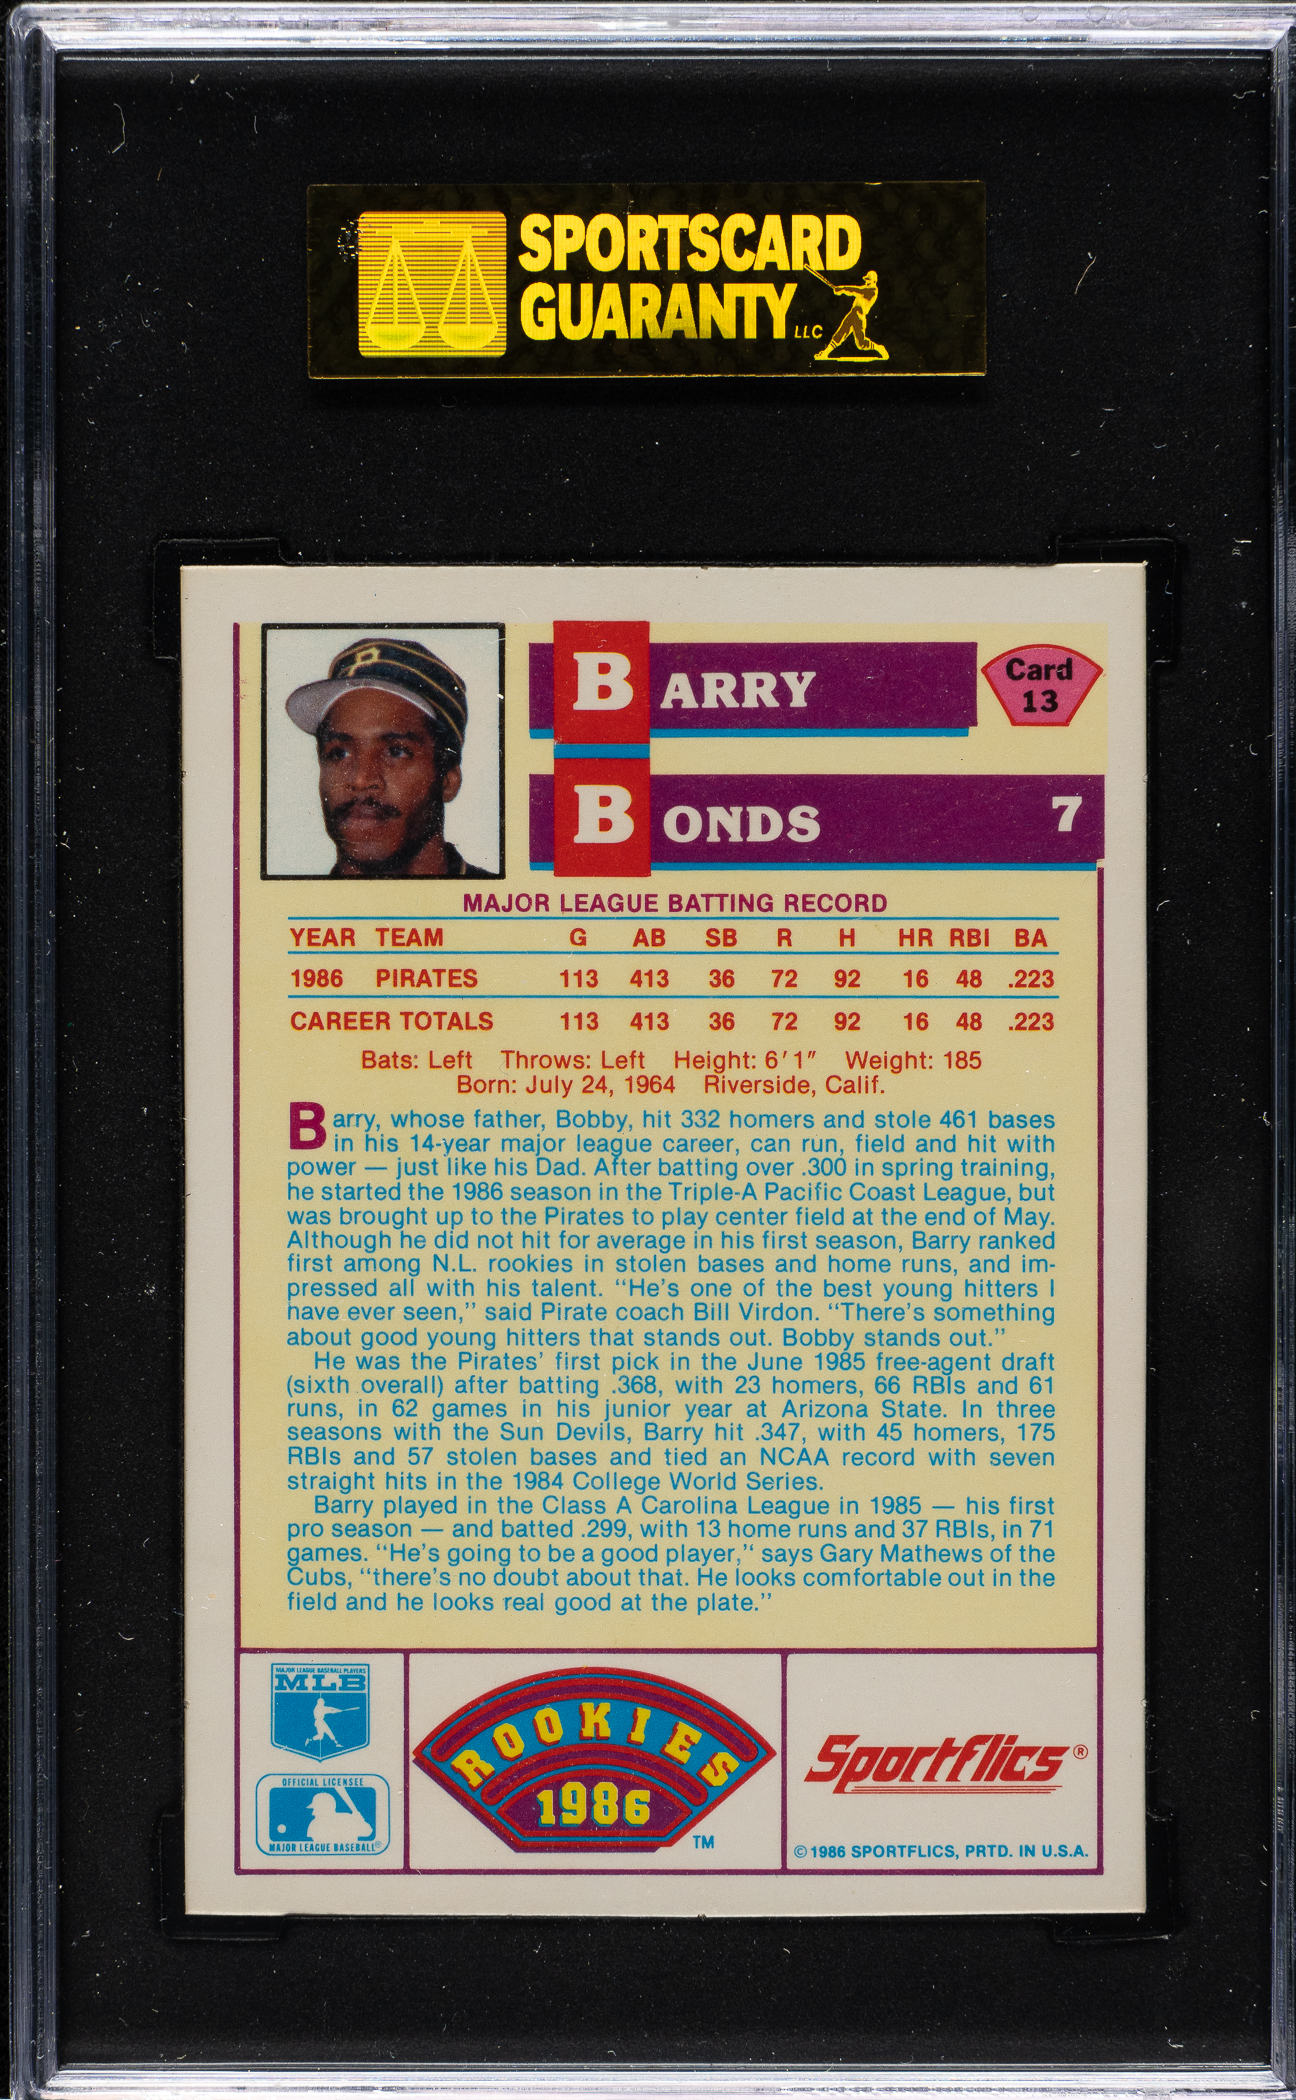 SPORTSCARD
GUARANTY LLC
P
BARRY
Card
13
BONDS 7
MAJOR LEAGUE BATTING RECORD
YEAR TEAM G AB SB R H HR RBI BA
1986 PIRATES 113 413 36 72 92 16 48 .223
CAREER TOTALS 113 413 36 72 92 16 48 .223
Bats: Left Throws: Left Height: 6'1" Weight: 185
Born: July 24, 1964 Riverside, Calif.
Barry, whose father, Bobby, hit 332 homers and stole 461 bases
in his 14-year major league career, can run, field and hit with
power — just like his Dad. After batting over .300 in spring training,
he started the 1986 season in the Triple-A Pacific Coast League, but
was brought up to the Pirates to play center field at the end of May.
Although he did not hit for average in his first season, Barry ranked
first among N.L. rookies in stolen bases and home runs, and im-
pressed all with his talent. “He's one of the best young hitters I
have ever seen,” said Pirate coach Bill Virdon. “There's something
about good young hitters that stands out. Bobby stands out.”
He was the Pirates' first pick in the June 1985 free-agent draft
(sixth overall) after batting .368, with 23 homers, 66 RBIs and 61
runs, in 62 games in his junior year at Arizona State. In three
seasons with the Sun Devils, Barry hit .347, with 45 homers, 175
RBIs and 57 stolen bases and tied an NCAA record with seven
straight hits in the 1984 College World Series.
Barry played in the Class A Carolina League in 1985 — his first
pro season — and batted .299, with 13 home runs and 37 RBIs, in 71
games. “He's going to be a good player,” says Gary Mathews of the
Cubs, “there's no doubt about that. He looks comfortable out in the
field and he looks real good at the plate.”
MAJOR LEAGUE BASEBALL PLAYERS
MLB
OFFICIAL LICENSEE
MAJOR LEAGUE BASEBALL®
ROOKIES
1986
TM
Sportflics®
©1986 SPORTFLICS, PRTD. IN U.S.A.